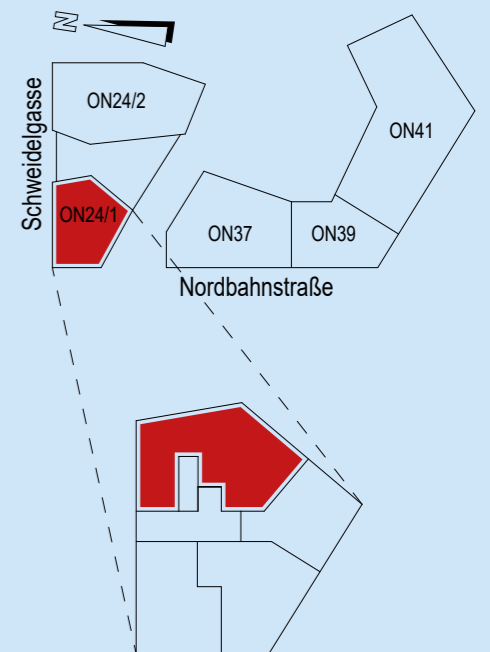 N
ON24/2
Schweidelgasse
ON24/1
ON41
ON37
ON39
Nordbahnstraße